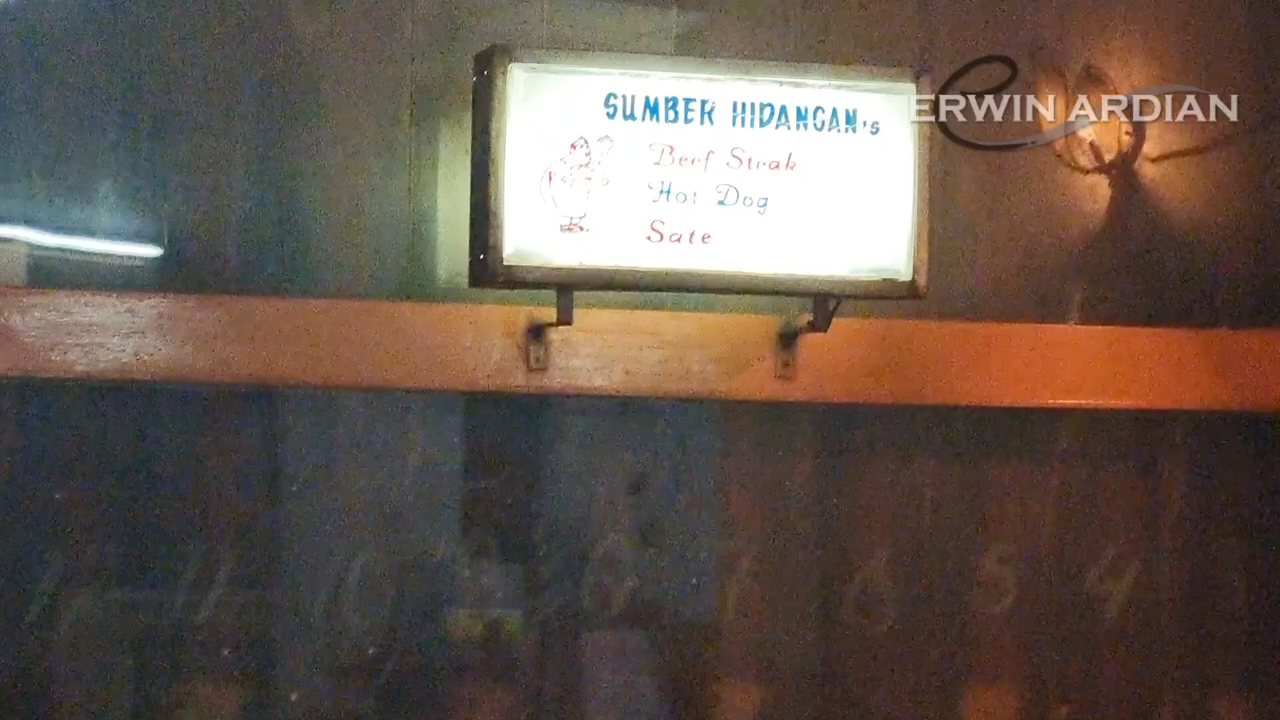 SUMBER HIDANGAN's
Beef Steak
Hot Dog
Sate
ERWIN ARDIAN